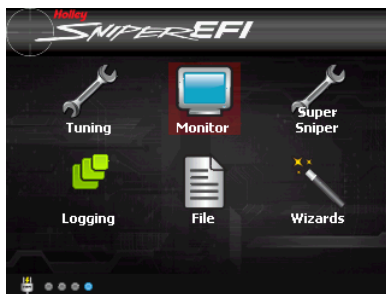 Holley
SNIPER EFI
Tuning
Monitor
Super
Sniper
Logging
File
Wizards